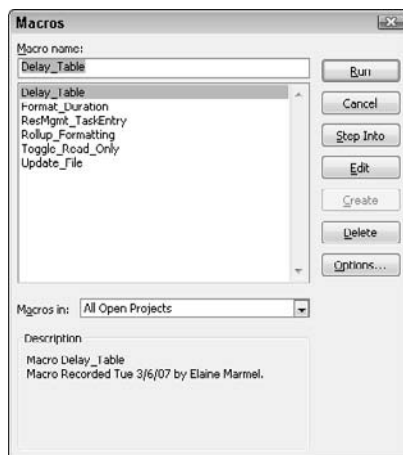 Macros
Macro name:
Delay_Table
Delay_Table
Format_Duration
ResMgmt_TaskEntry
Rollup_Formatting
Toggle_Read_Only
Update_File
Run
Cancel
Step Into
Edit
Create
Delete
Options...
Macros in: All Open Projects
Description
Macro Delay_Table
Macro Recorded Tue 3/6/07 by Elaine Marmel.